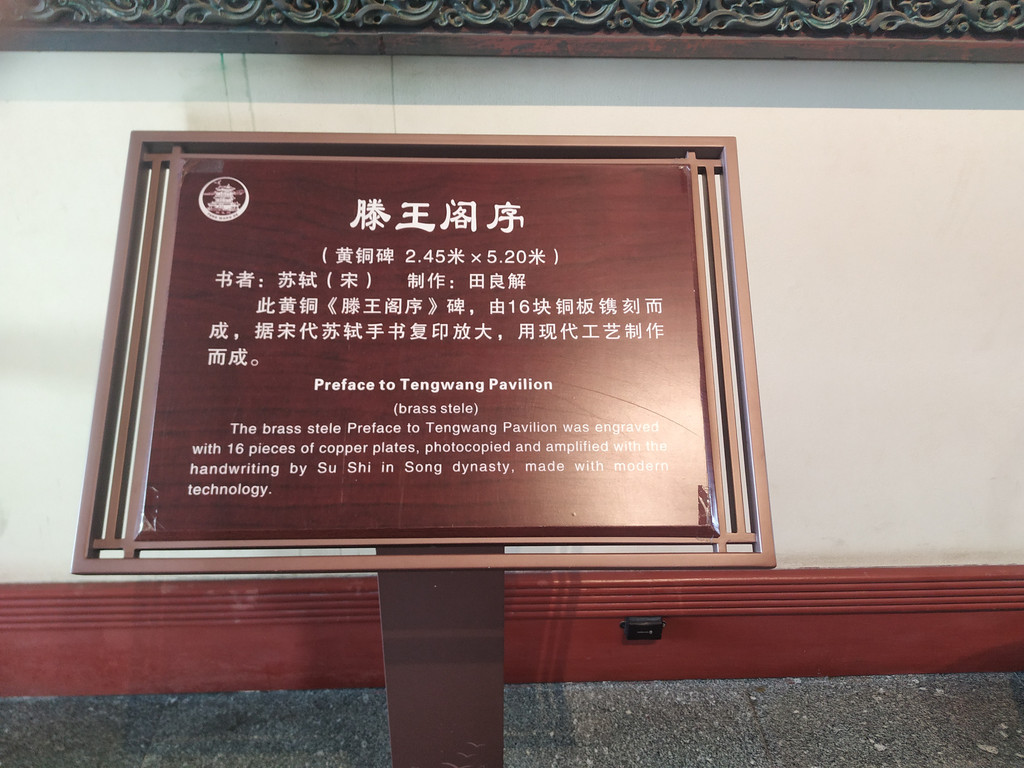 滕王阁序
（黄铜碑 2.45米×5.20米）
书者：苏轼（宋） 制作：田良解
此黄铜《滕王阁序》碑，由16块铜板镌刻而
成，据宋代苏轼手书复印放大，用现代工艺制作
而成。
Preface to Tengwang Pavilion
(brass stele)
The brass stele Preface to Tengwang Pavilion was engraved
with 16 pieces of copper plates, photocopied and amplified with the
handwriting by Su Shi in Song dynasty, made with modern
technology.